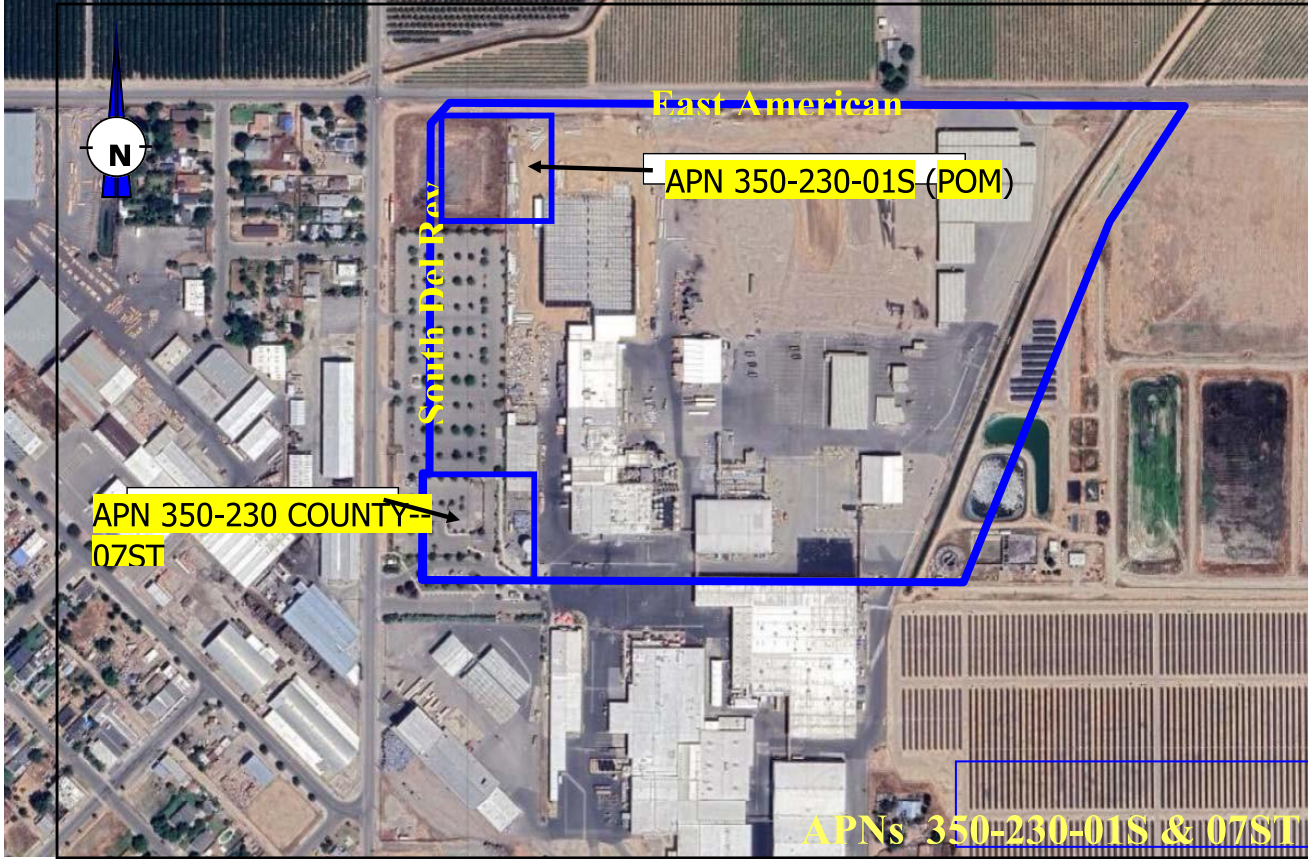 East American
N
APN 350-230-01S (POM)
South Del Rey
APN 350-230 COUNTY--
07ST
APNs 350-230-01S & 07ST